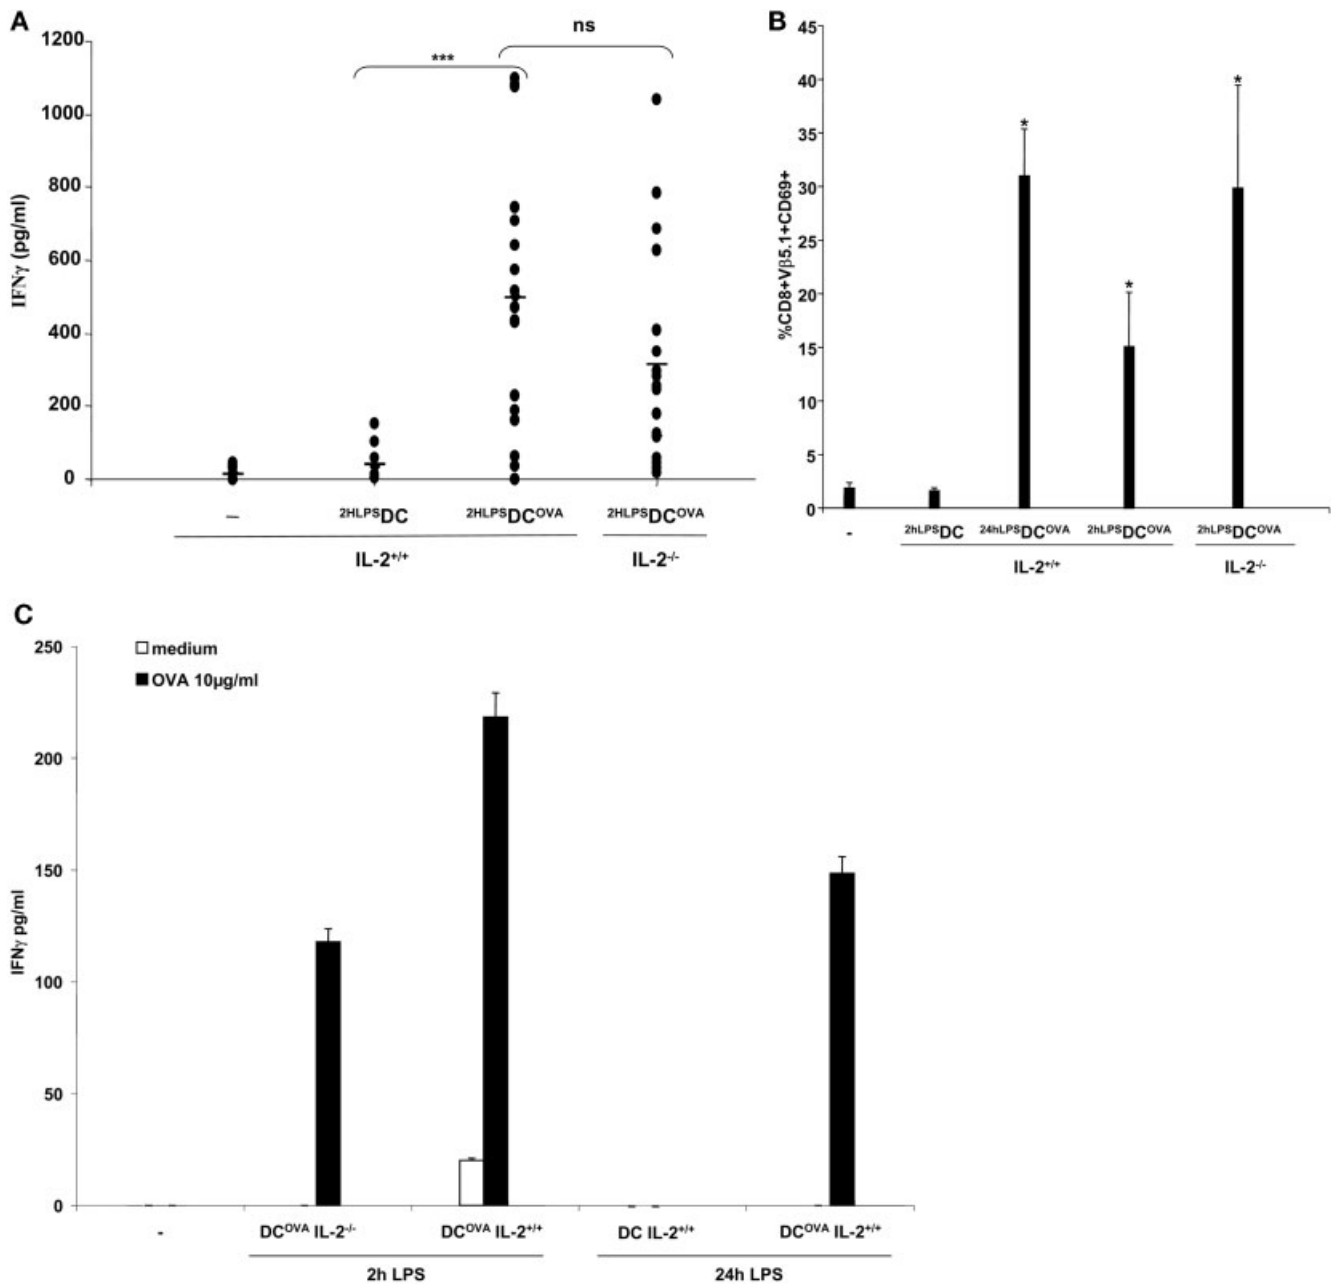 A
1200
1000
800
600
400
200
0
IFNγ (pg/ml)
***
ns
– 2HLPSDC 2HLPSDCOVA 2HLPSDCOVA
IL-2+/+ IL-2-/-
B
45
40
35
30
25
20
15
10
5
0
%CD8+Vβ5.1+CD69+
* * *
- 2hLPSDC 24hLPSDCOVA 2hLPSDCOVA 2hLPSDCOVA
IL-2+/+ IL-2-/-
C
250
200
150
100
50
0
IFNγ pg/ml
medium
OVA 10µg/ml
- DCOVA IL-2-/- DCOVA IL-2+/+ DC IL-2+/+ DCOVA IL-2+/+
2h LPS 24h LPS